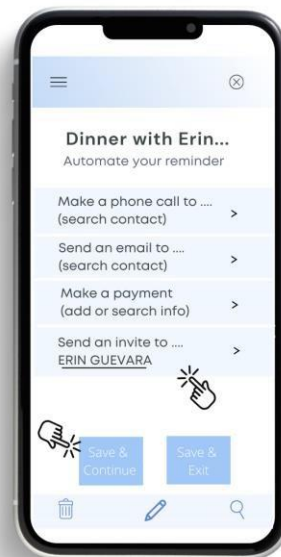 Dinner with Erin...
Automate your reminder
Make a phone call to ....
(search contact)
>
Send an email to ....
(search contact)
>
Make a payment
(add or search info)
>
Send an invite to ....
ERIN GUEVARA
>
Save &
Continue
Save &
Exit